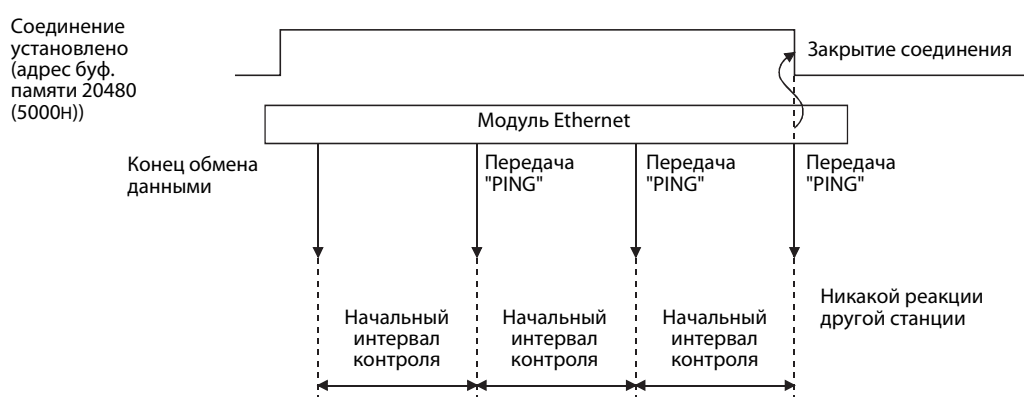 Соединение
установлено
(адрес буф.
памяти 20480
(5000H))
Закрытие соединения
Модуль Ethernet
Конец обмена
данными
Передача
"PING"
Передача
"PING"
Передача
"PING"
Никакой реакции
другой станции
Начальный
интервал
контроля
Начальный
интервал
контроля
Начальный
интервал
контроля